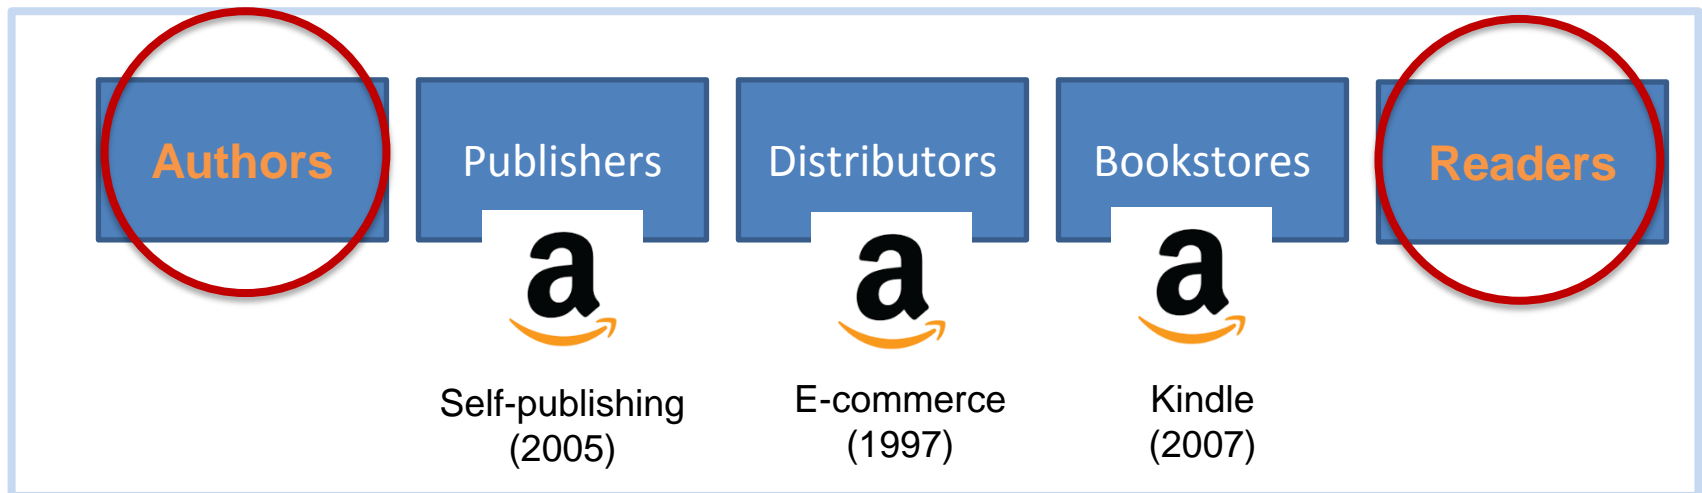 Authors
Publishers
Distributors
Bookstores
Readers
a
a
a
Self-publishing
(2005)
E-commerce
(1997)
Kindle
(2007)